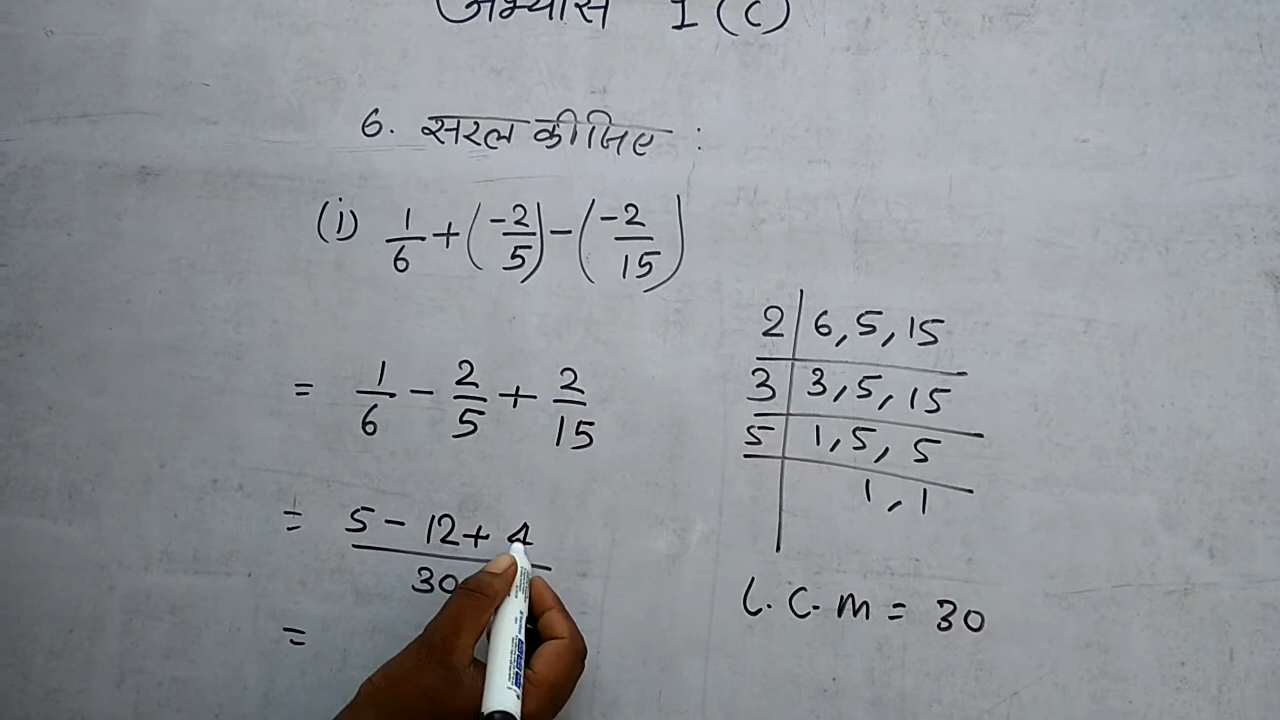 अभ्यास 1 (C)
6. सरल कीजिए :
(i) 1/6 + (-2/5) - (-2/15)
= 1/6 - 2/5 + 2/15
= 5 - 12 + 4 / 30
=
2 | 6, 5, 15
3 | 3, 5, 15
5 | 1, 5, 5
1, 1
L.C.M = 30